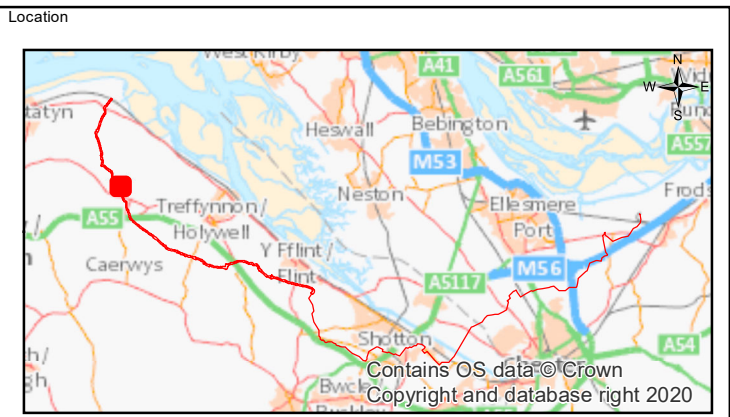 Location
West Kirby
A41
A561
N
W
E
S
tatyn
Heswall
Bebington
A557
M53
Neston
Ellesmere
Port
Frods
Treffynnon /
Holywell
A55
Caerwys
Y Fflint /
Flint
M56
A5117
Shotton
A54
Contains OS data © Crown
Copyright and database right 2020